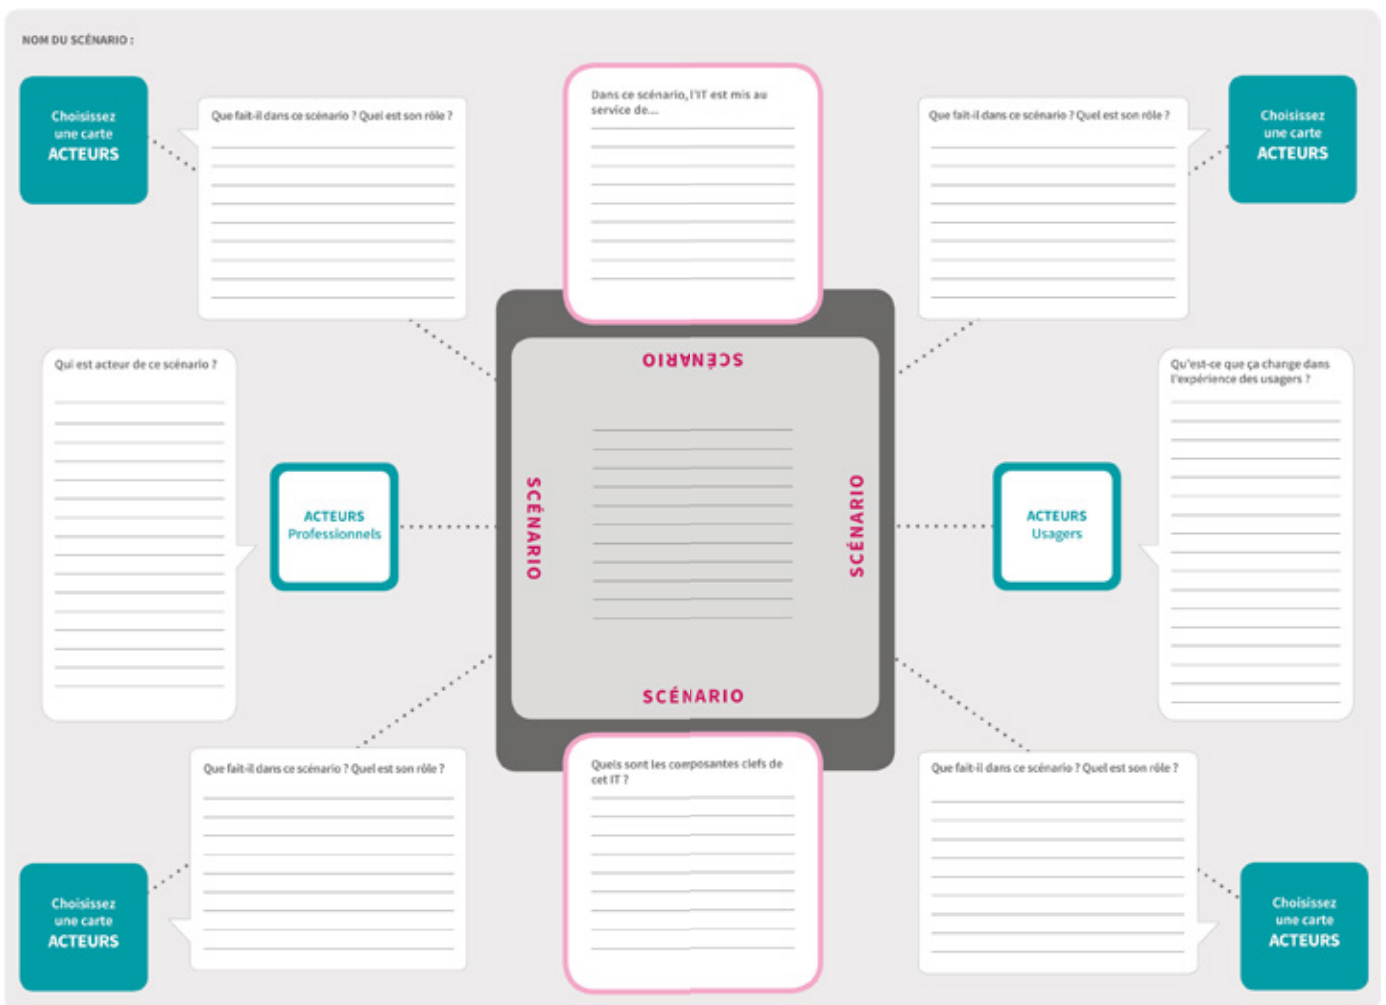 NOM DU SCÉNARIO :
Choisissez
une carte
ACTEURS
Que fait-il dans ce scénario ? Quel est son rôle ?
Dans ce scénario, l'IT est mis au
service de...
Que fait-il dans ce scénario ? Quel est son rôle ?
Choisissez
une carte
ACTEURS
Qui est acteur de ce scénario ?
ACTEURS
Professionnels
SCÉNARIO
SCÉNARIO
SCÉNARIO
SCÉNARIO
ACTEURS
Usagers
Qu'est-ce que ça change dans
l'expérience des usagers ?
Choisissez
une carte
ACTEURS
Que fait-il dans ce scénario ? Quel est son rôle ?
Quels sont les composantes clefs de
cet IT ?
Que fait-il dans ce scénario ? Quel est son rôle ?
Choisissez
une carte
ACTEURS